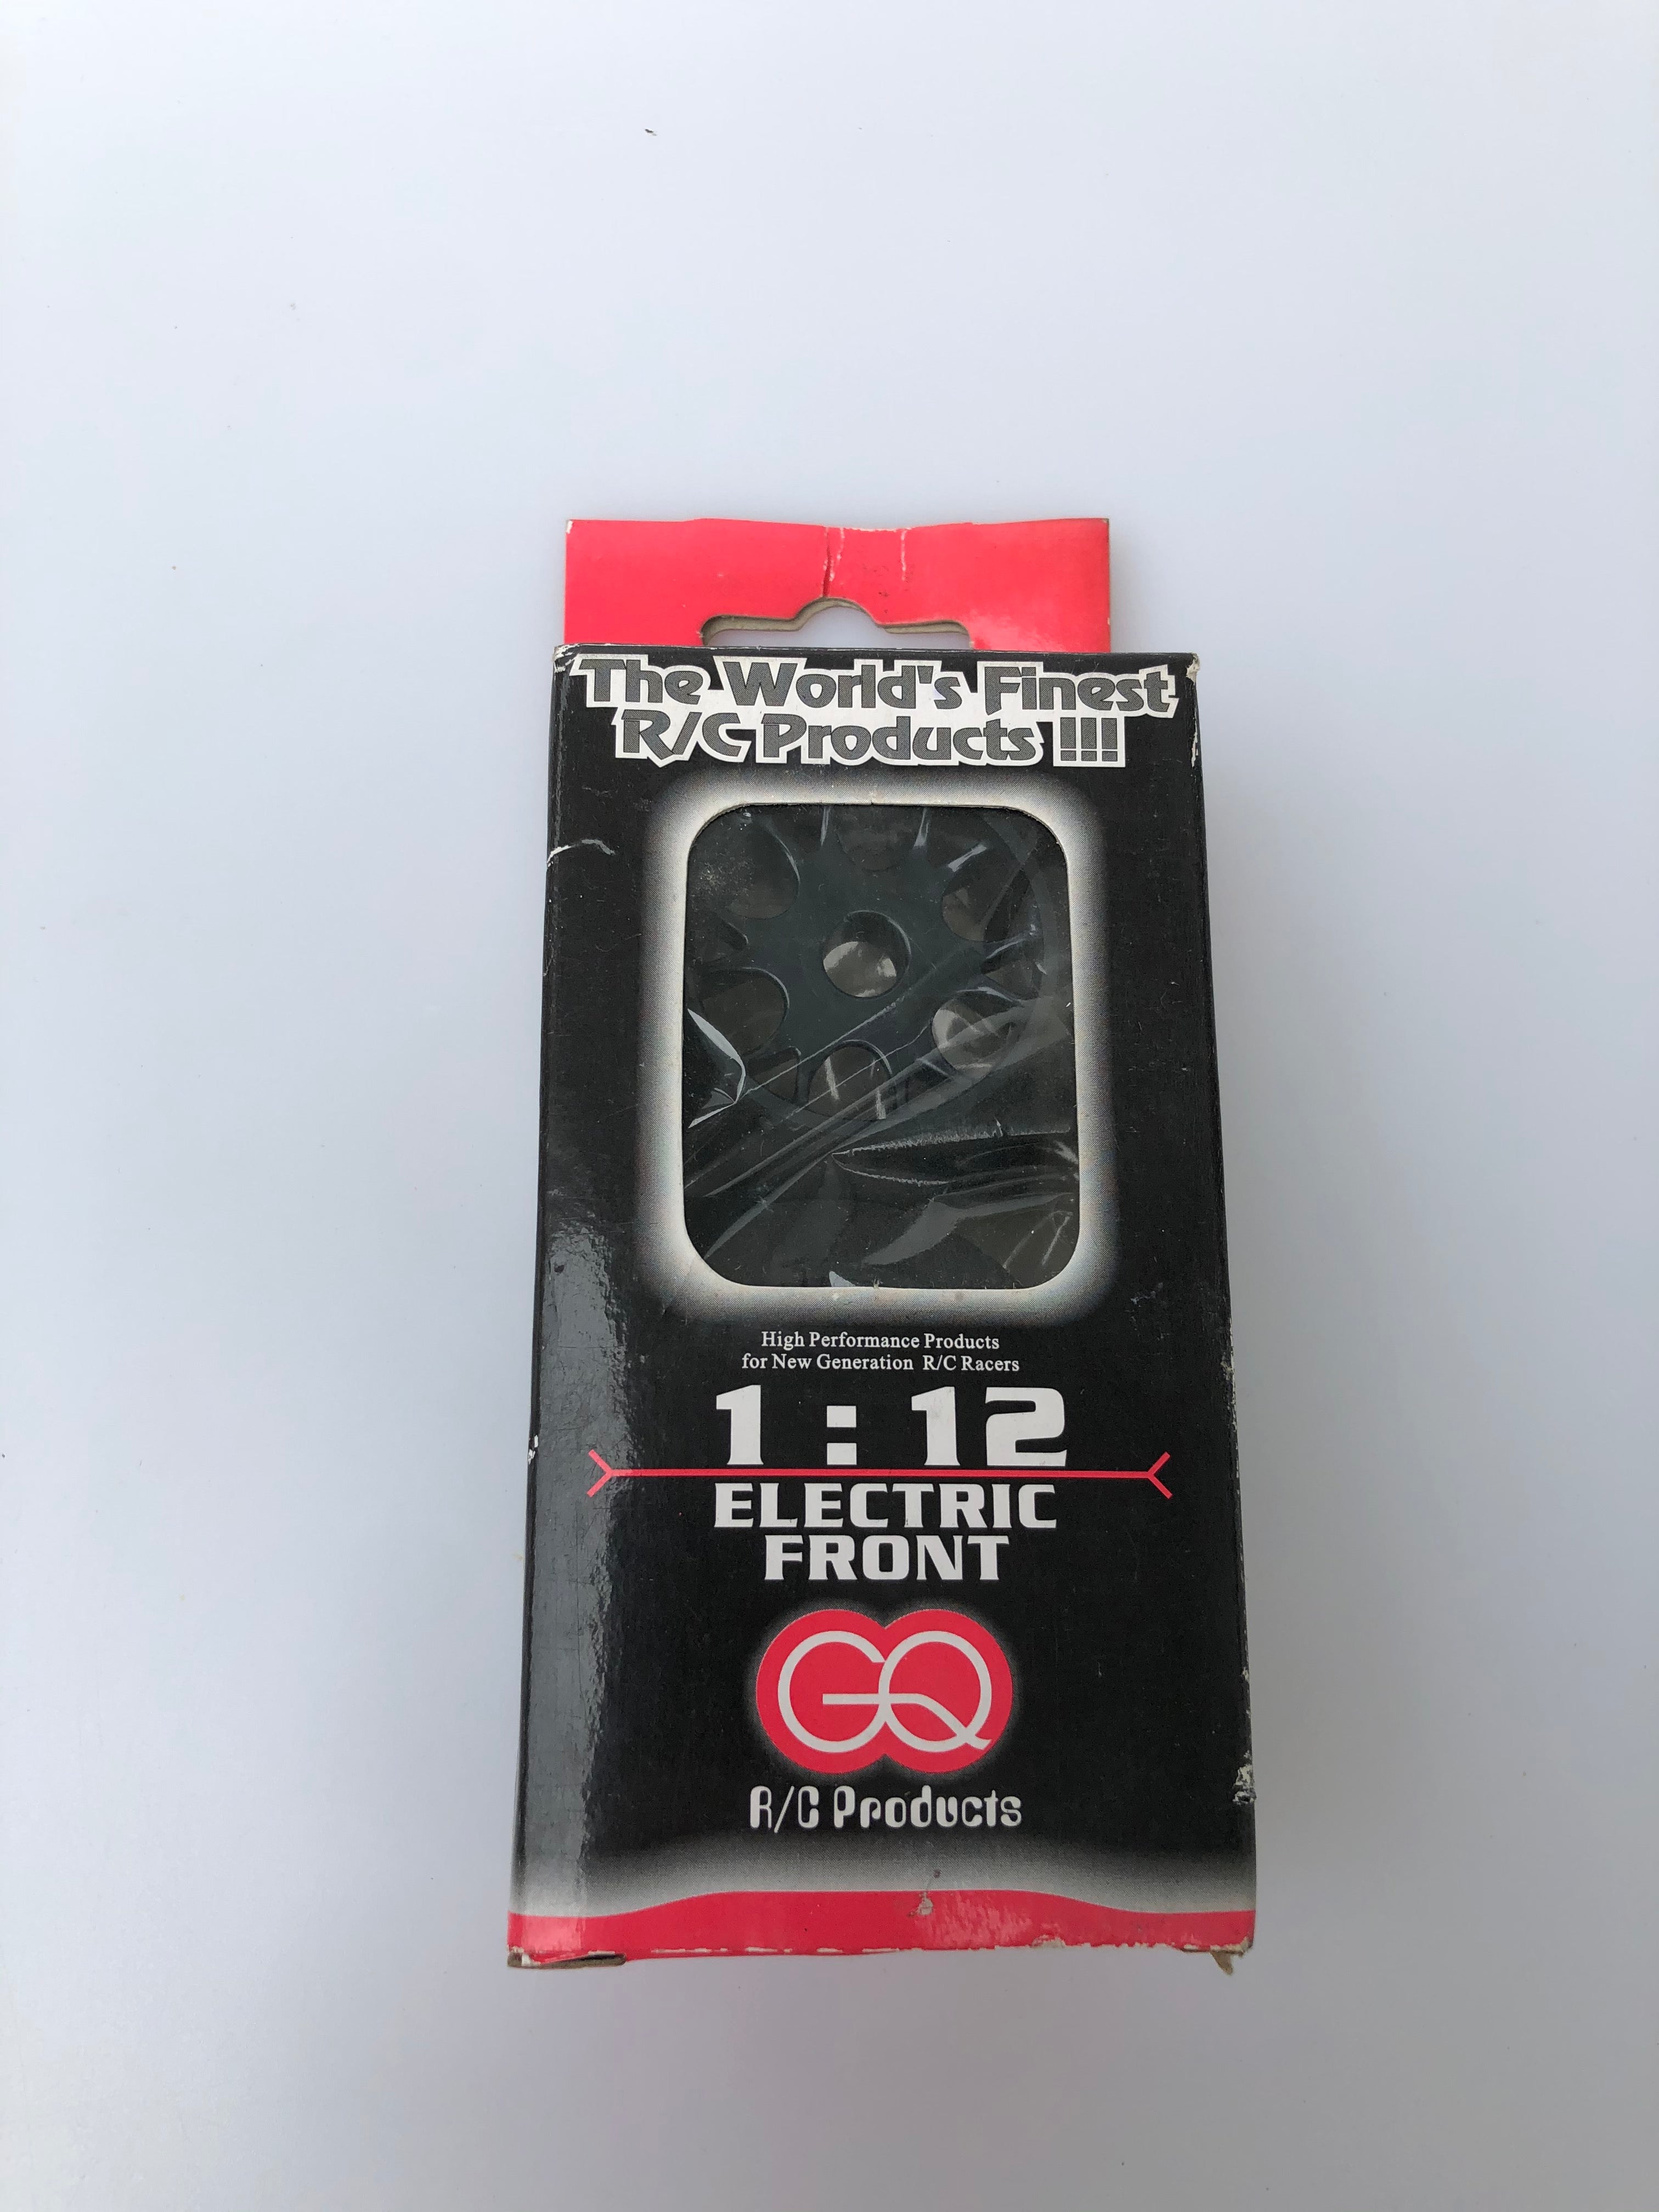 The World's Finest
R/C Products !!!
High Performance Products
for New Generation R/C Racers
1 : 12
ELECTRIC
FRONT
GQ
R/C Products